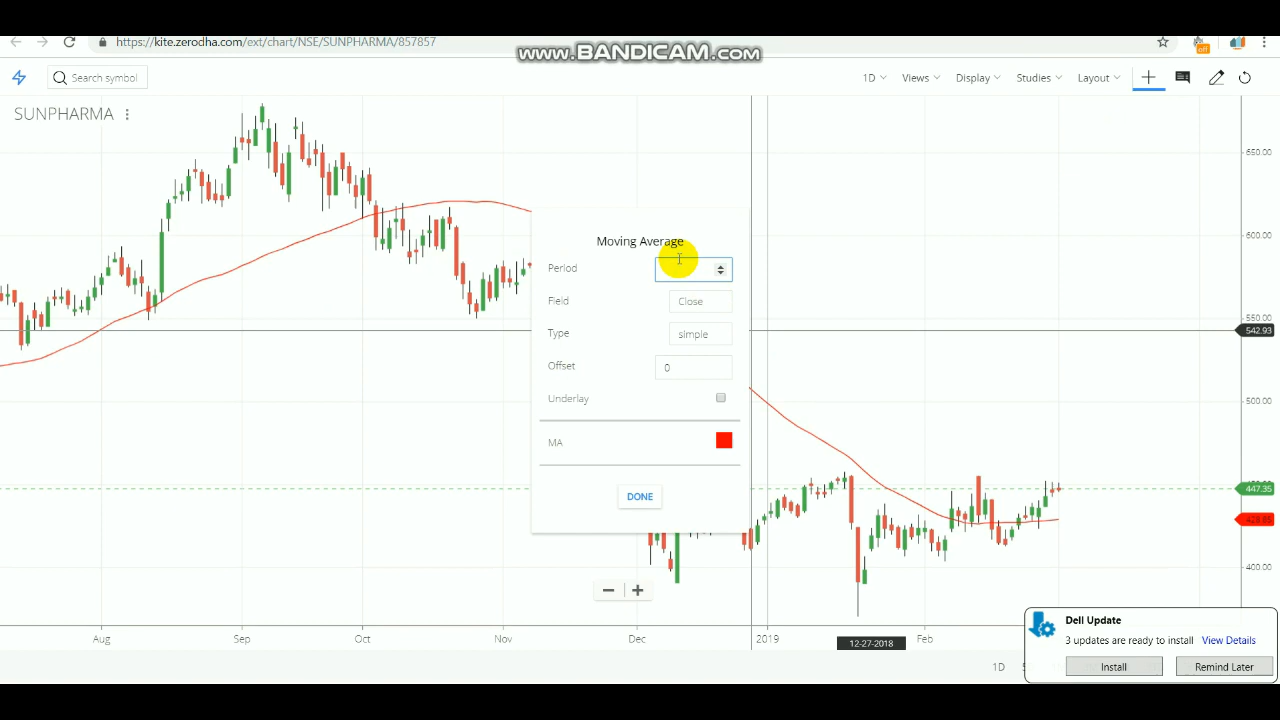 https://kite.zerodha.com/ext/chart/NSE/SUNPHARMA/857857
www.BANDICAM.com
off
Search symbol
1D Views Display Studies Layout
SUNPHARMA
650.00
600.00
550.00
542.93
500.00
447.35
428.85
400.00
Moving Average
Period
Field Close
Type simple
Offset 0
Underlay
MA
DONE
Aug Sep Oct Nov Dec 2019 Feb
12-27-2018
1D
Dell Update
3 updates are ready to install View Details
Install Remind Later